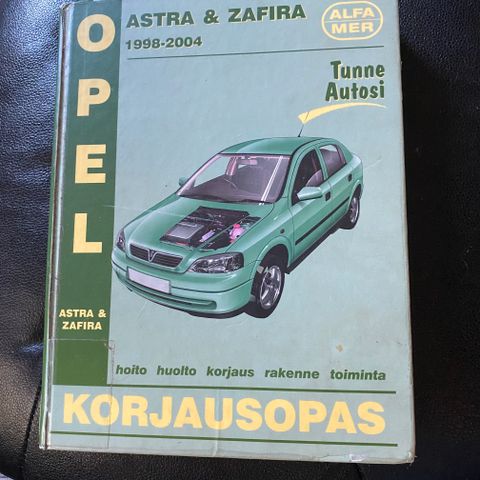 OPEL
ASTRA & ZAFIRA
1998-2004
ALFA
MER
Tunne
Autosi
ASTRA &
ZAFIRA
hoito huolto korjaus rakenne toiminta
KORJAUSOPAS